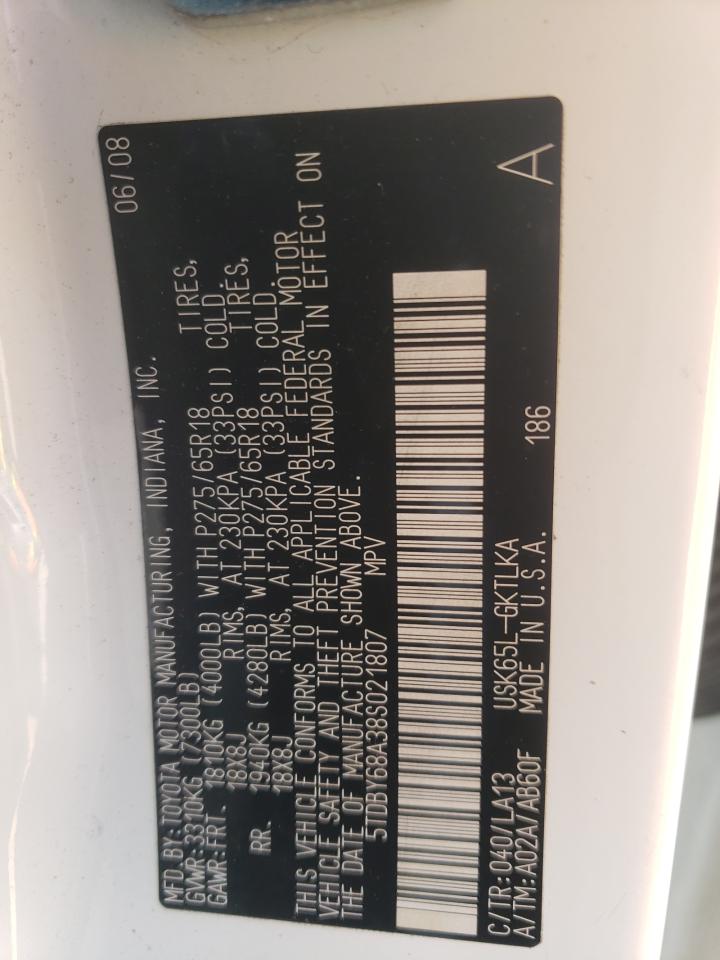 MFD. BY: TOYOTA MOTOR MANUFACTURING, INDIANA, INC. 06/08
GVWR: 3310KG (7300LB)
GAWR: FRT. 1810KG (4000LB) WITH P275/65R18 TIRES,
18X8J RIMS, AT 230KPA (33PSI) COLD.
RR. 1940KG (4280LB) WITH P275/65R18 TIRES,
18X8J RIMS, AT 230KPA (33PSI) COLD.
THIS VEHICLE CONFORMS TO ALL APPLICABLE FEDERAL MOTOR
VEHICLE SAFETY AND THEFT PREVENTION STANDARDS IN EFFECT ON
THE DATE OF MANUFACTURE SHOWN ABOVE.
5TDBY68A38S021807 MPV
C/TR: 040/LA13 USK65L-GKTLKA 186 A
A/TM: A02A/AB60F MADE IN U.S.A.